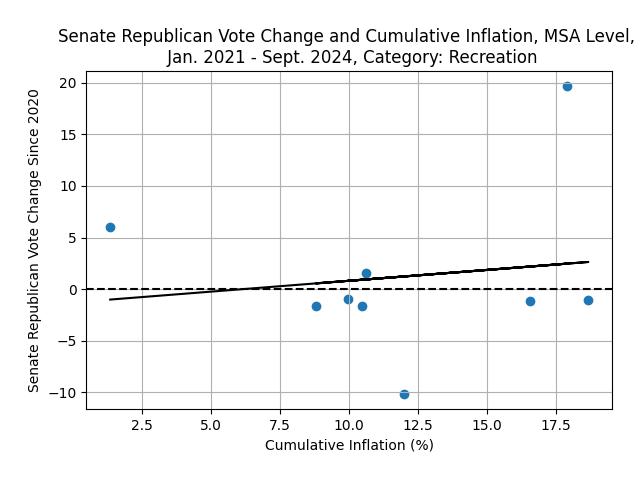 Senate Republican Vote Change and Cumulative Inflation, MSA Level,
Jan. 2021 - Sept. 2024, Category: Recreation
Senate Republican Vote Change Since 2020
20
15
10
5
0
−5
−10
2.5 5.0 7.5 10.0 12.5 15.0 17.5
Cumulative Inflation (%)